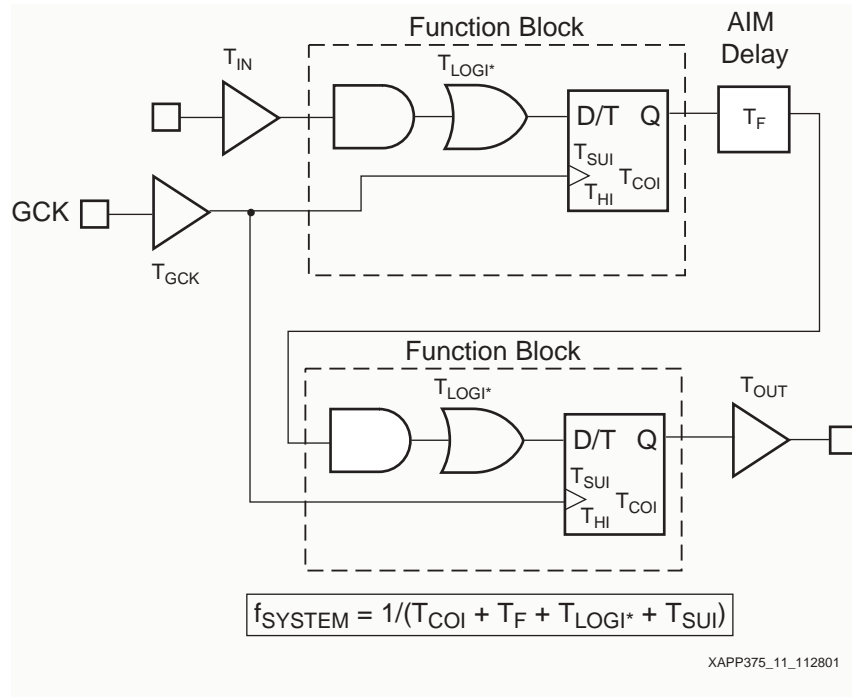 Function Block
AIM
Delay
T_IN
T_LOGI*
D/T Q
T_F
T_SUI
T_COI
T_HI
GCK
T_GCK
Function Block
T_LOGI*
T_OUT
D/T Q
T_SUI
T_COI
T_HI
f_SYSTEM = 1/(T_COI + T_F + T_LOGI* + T_SUI)
XAPP375_11_112801